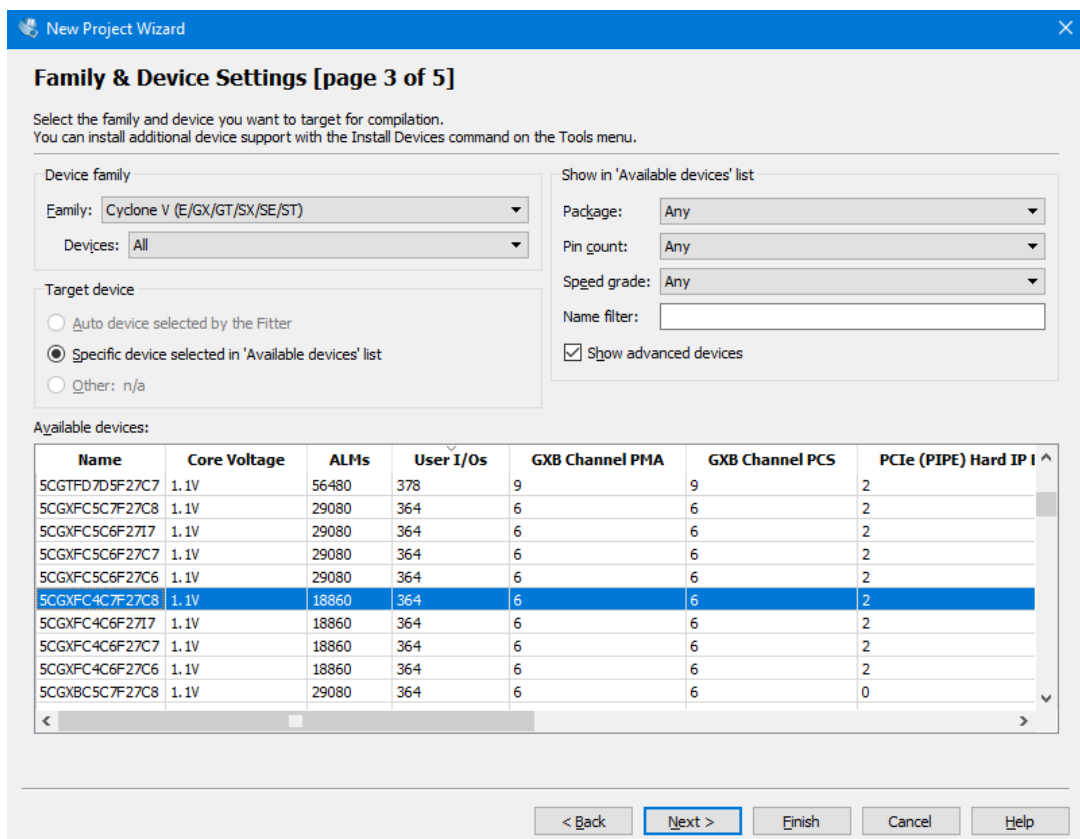 New Project Wizard
Family & Device Settings [page 3 of 5]
Select the family and device you want to target for compilation.
You can install additional device support with the Install Devices command on the Tools menu.
Device family
Family: Cyclone V (E/GX/GT/SX/SE/ST)
Devices: All
Target device
Auto device selected by the Fitter
Specific device selected in 'Available devices' list
Other: n/a
Show in 'Available devices' list
Package: Any
Pin count: Any
Speed grade: Any
Name filter:
Show advanced devices
Available devices:
Name Core Voltage ALMs User I/Os GXB Channel PMA GXB Channel PCS PCIe (PIPE) Hard IP
5CGTFD7D5F27C7 1.1V 56480 378 9 9 2
5CGXFC5C7F27C8 1.1V 29080 364 6 6 2
5CGXFC5C6F27I7 1.1V 29080 364 6 6 2
5CGXFC5C6F27C7 1.1V 29080 364 6 6 2
5CGXFC5C6F27C6 1.1V 29080 364 6 6 2
5CGXFC4C7F27C8 1.1V 18860 364 6 6 2
5CGXFC4C6F27I7 1.1V 18860 364 6 6 2
5CGXFC4C6F27C7 1.1V 18860 364 6 6 2
5CGXFC4C6F27C6 1.1V 18860 364 6 6 2
5CGXBC5C7F27C8 1.1V 29080 364 6 6 0
< Back Next > Finish Cancel Help